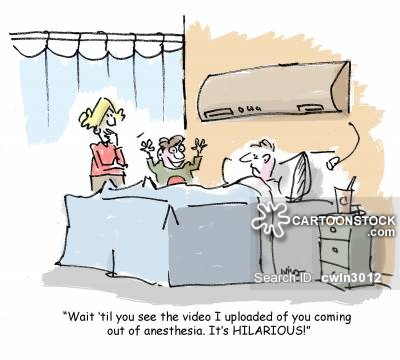 CARTOONSTOCK
.com
Search ID: cwln3012
"Wait 'til you see the video I uploaded of you coming
out of anesthesia. It's HILARIOUS!"